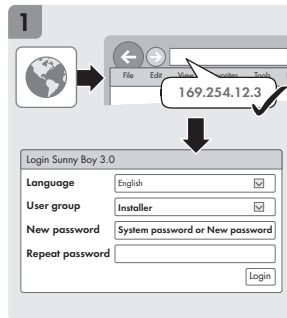 1
File Edit View Favorites Tools
169.254.12.3
Login Sunny Boy 3.0
Language English
User group Installer
New password System password or New password
Repeat password
Login